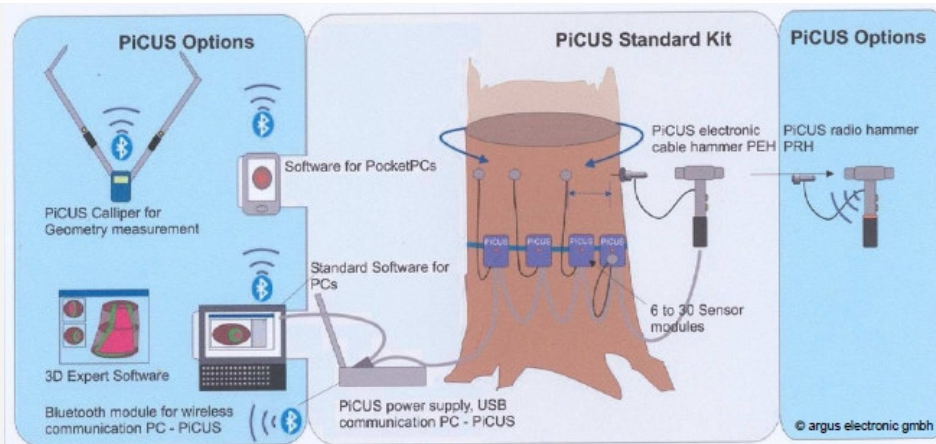 PiCUS Options
PiCUS Calliper for
Geometry measurement
Software for PocketPCs
Standard Software for
PCs
3D Expert Software
Bluetooth module for wireless
communication PC - PiCUS
PiCUS Standard Kit
PiCUS electronic
cable hammer PEH
PiCUS PiCUS PiCUS PiCUS
6 to 30 Sensor
modules
PiCUS power supply, USB
communication PC - PiCUS
PiCUS Options
PiCUS radio hammer
PRH
© argus electronic gmbh